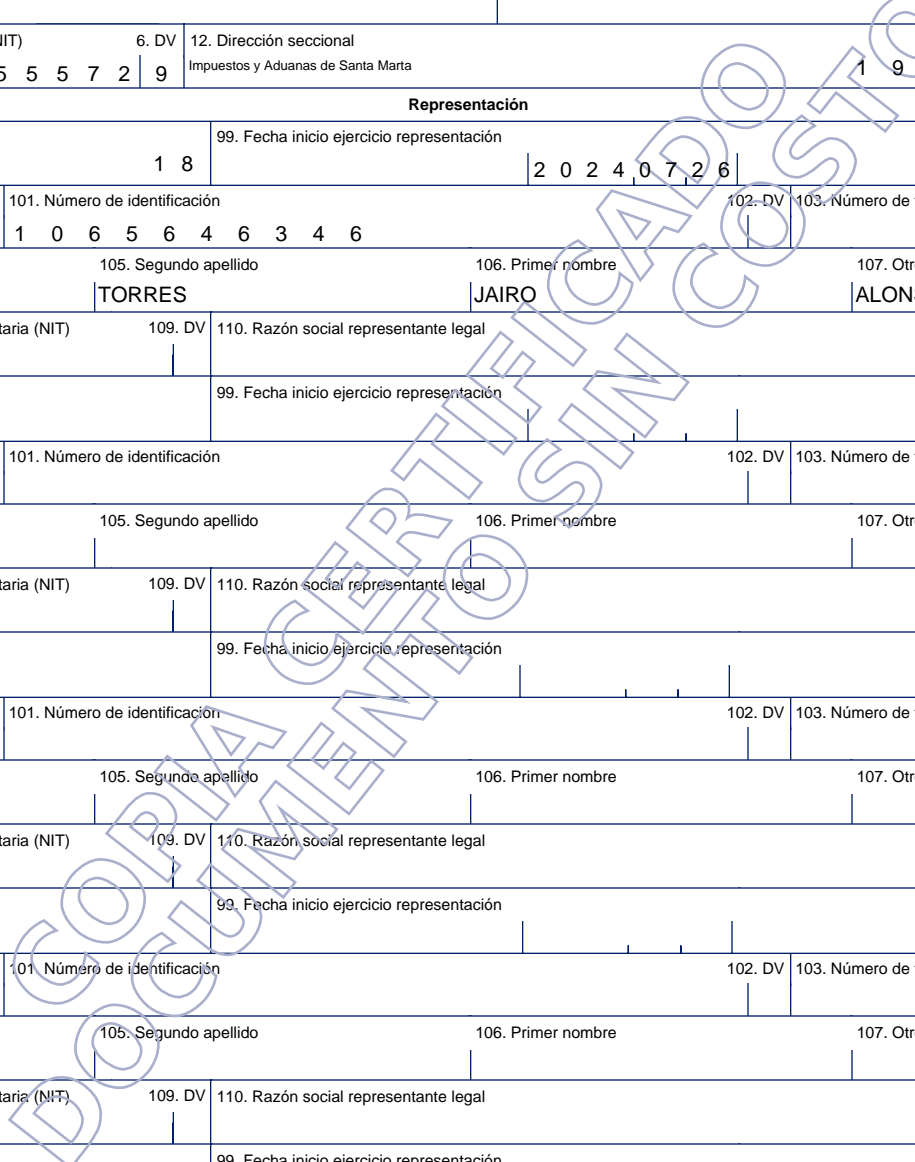 NIT) 6. DV 12. Dirección seccional
5 5 5 7 2 9 Impuestos y Aduanas de Santa Marta 1 9
Representación
99. Fecha inicio ejercicio representación
1 8 2 0 2 4 0 7 2 6
101. Número de identificación 102. DV 103. Número de
1 0 6 5 6 4 6 3 4 6
105. Segundo apellido 106. Primer nombre 107. Otr
TORRES JAIRO ALONS
taria (NIT) 109. DV 110. Razón social representante legal
99. Fecha inicio ejercicio representación
101. Número de identificación 102. DV 103. Número de
105. Segundo apellido 106. Primer nombre 107. Otr
taria (NIT) 109. DV 110. Razón social representante legal
99. Fecha inicio ejercicio representación
101. Número de identificación 102. DV 103. Número de
105. Segundo apellido 106. Primer nombre 107. Otr
taria (NIT) 109. DV 110. Razón social representante legal
99. Fecha inicio ejercicio representación
101. Número de identificación 102. DV 103. Número de
105. Segundo apellido 106. Primer nombre 107. Otr
taria (NIT) 109. DV 110. Razón social representante legal
99. Fecha inicio ejercicio representación
COPIA CERTIFICADO
DOCUMENTO SIN COSTO